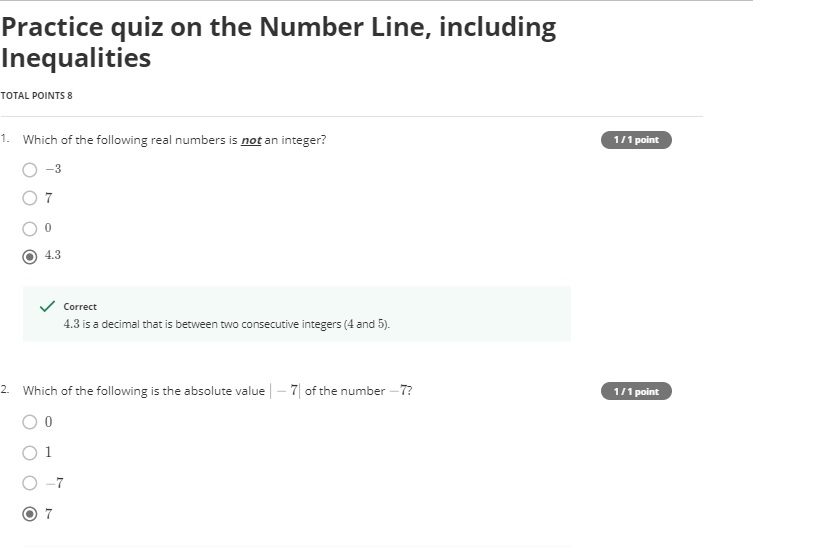 Practice quiz on the Number Line, including
Inequalities
TOTAL POINTS 8
1. Which of the following real numbers is not an integer? 1 / 1 point
−3
7
0
4.3
Correct
4.3 is a decimal that is between two consecutive integers (4 and 5).
2. Which of the following is the absolute value | − 7| of the number −7? 1 / 1 point
0
1
−7
7